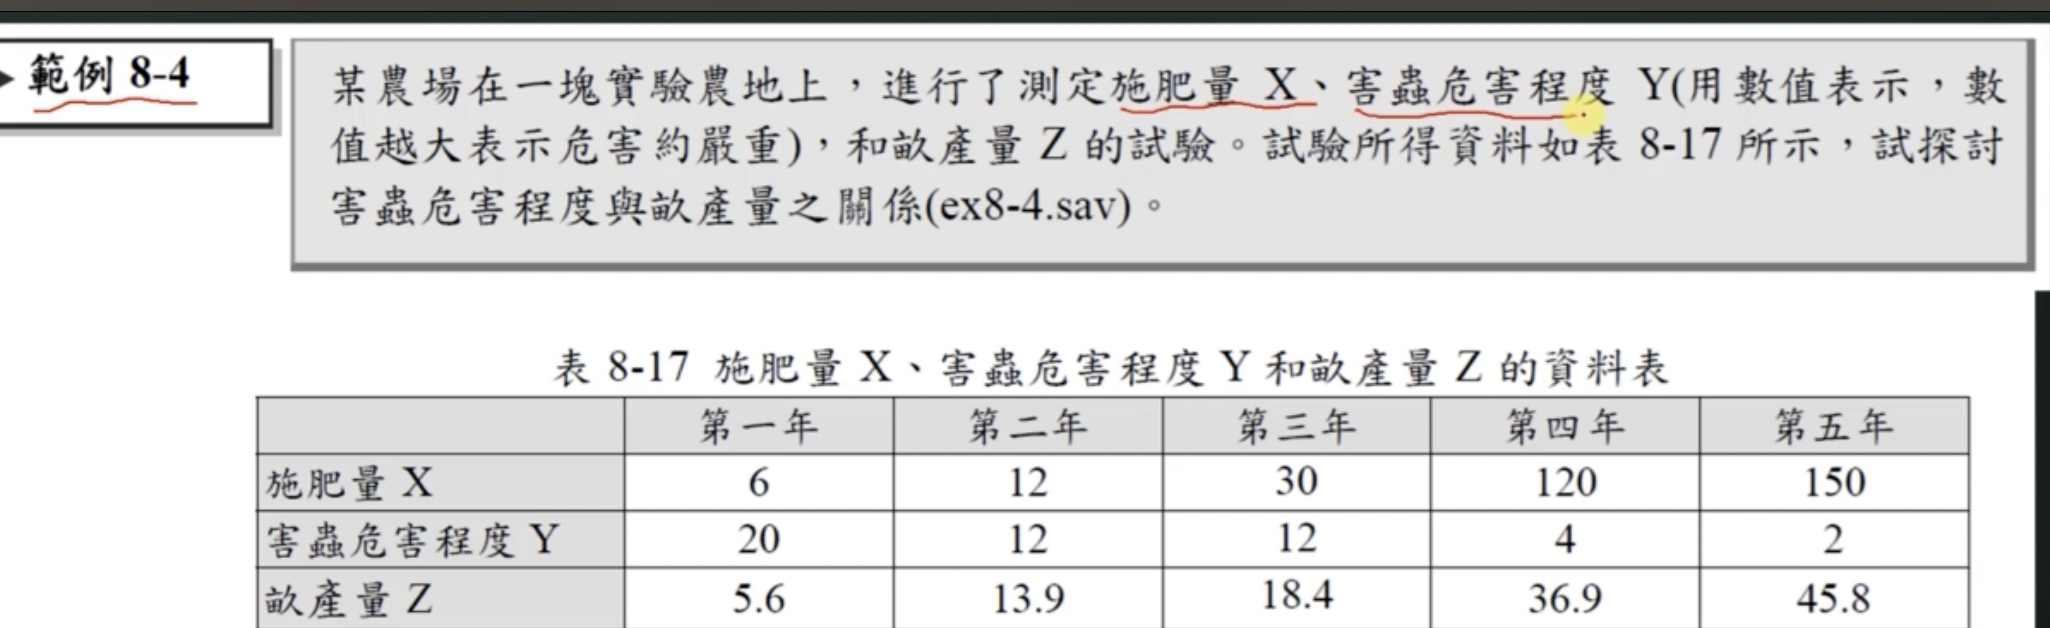 範例 8-4
某農場在一塊實驗農地上，進行了測定施肥量 X、害蟲危害程度 Y(用數值表示，數
值越大表示危害約嚴重)，和畝產量 Z 的試驗。試驗所得資料如表 8-17 所示，試探討
害蟲危害程度與畝產量之關係(ex8-4.sav)。
表 8-17 施肥量 X、害蟲危害程度 Y 和畝產量 Z 的資料表
第一年 第二年 第三年 第四年 第五年
施肥量 X 6 12 30 120 150
害蟲危害程度 Y 20 12 12 4 2
畝產量 Z 5.6 13.9 18.4 36.9 45.8